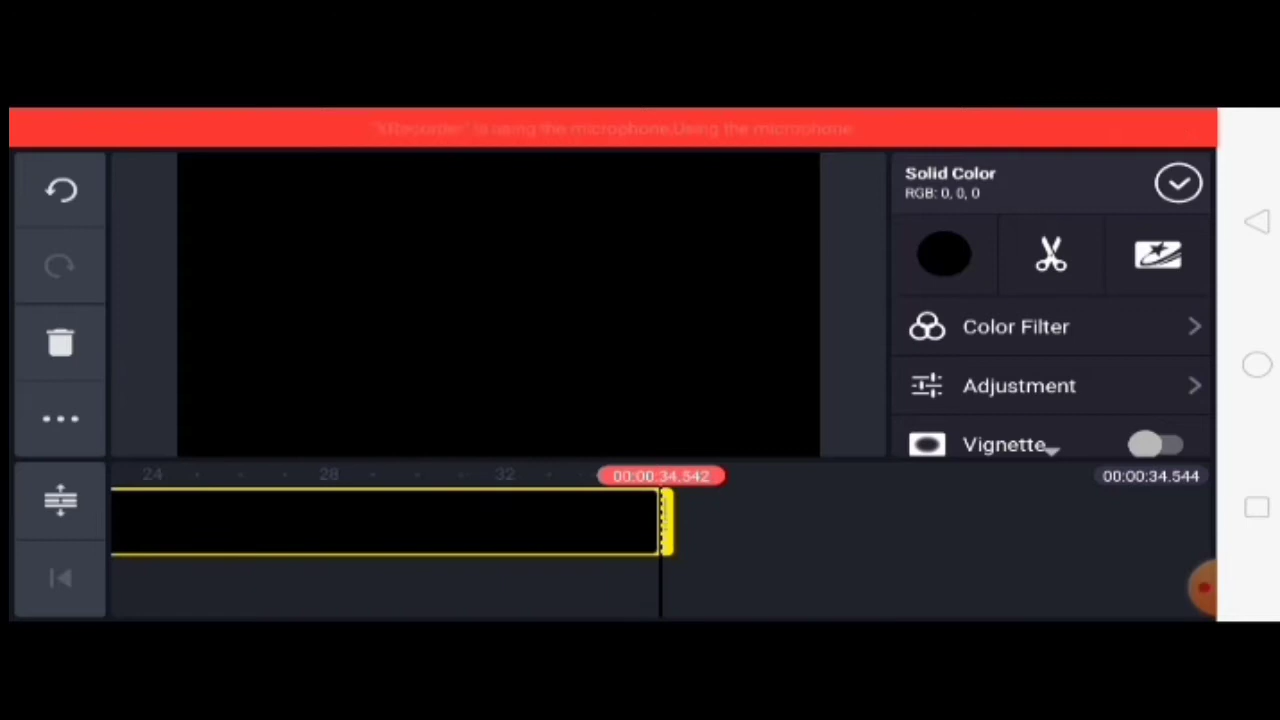 "XRecorder" is using the microphone.Using the microphone
Solid Color
RGB: 0, 0, 0
Color Filter
Adjustment
Vignette
24
28
32
00:00:34.542
00:00:34.544